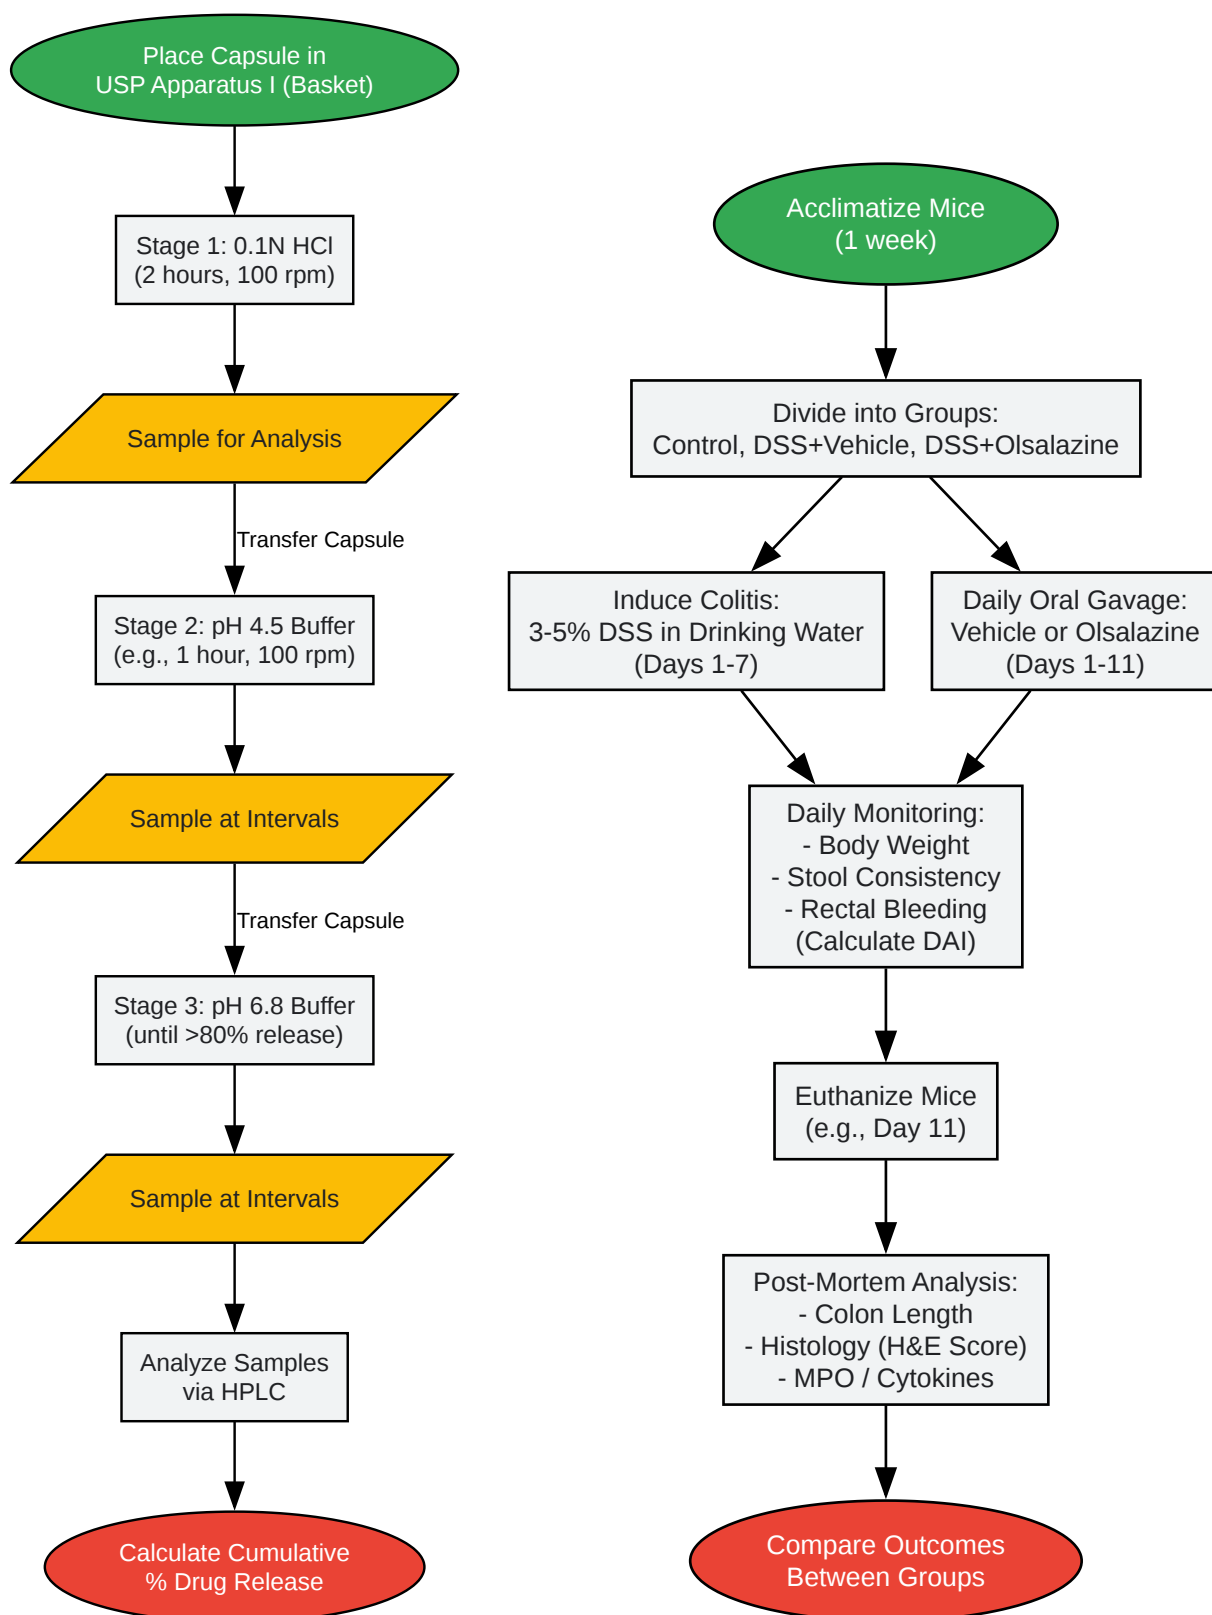 Place Capsule in
USP Apparatus I (Basket)
Stage 1: 0.1N HCl
(2 hours, 100 rpm)
Sample for Analysis
Transfer Capsule
Stage 2: pH 4.5 Buffer
(e.g., 1 hour, 100 rpm)
Sample at Intervals
Transfer Capsule
Stage 3: pH 6.8 Buffer
(until >80% release)
Sample at Intervals
Analyze Samples
via HPLC
Calculate Cumulative
% Drug Release
Acclimatize Mice
(1 week)
Divide into Groups:
Control, DSS+Vehicle, DSS+Olsalazine
Induce Colitis:
3-5% DSS in Drinking Water
(Days 1-7)
Daily Oral Gavage:
Vehicle or Olsalazine
(Days 1-11)
Daily Monitoring:
- Body Weight
- Stool Consistency
- Rectal Bleeding
(Calculate DAI)
Euthanize Mice
(e.g., Day 11)
Post-Mortem Analysis:
- Colon Length
- Histology (H&E Score)
- MPO / Cytokines
Compare Outcomes
Between Groups